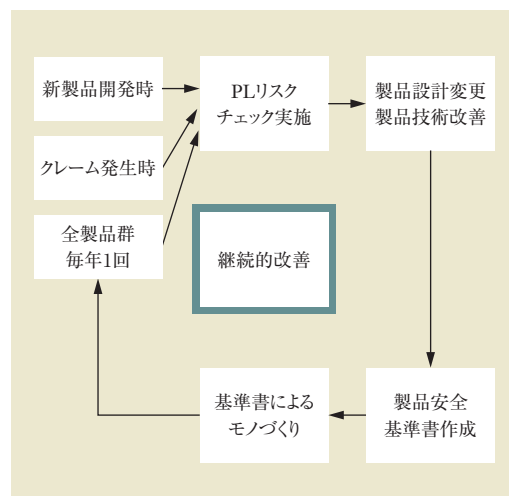 新製品開発時
PLリスク
チェック実施
製品設計変更
製品技術改善
クレーム発生時
全製品群
毎年1回
継続的改善
基準書による
モノづくり
製品安全
基準書作成